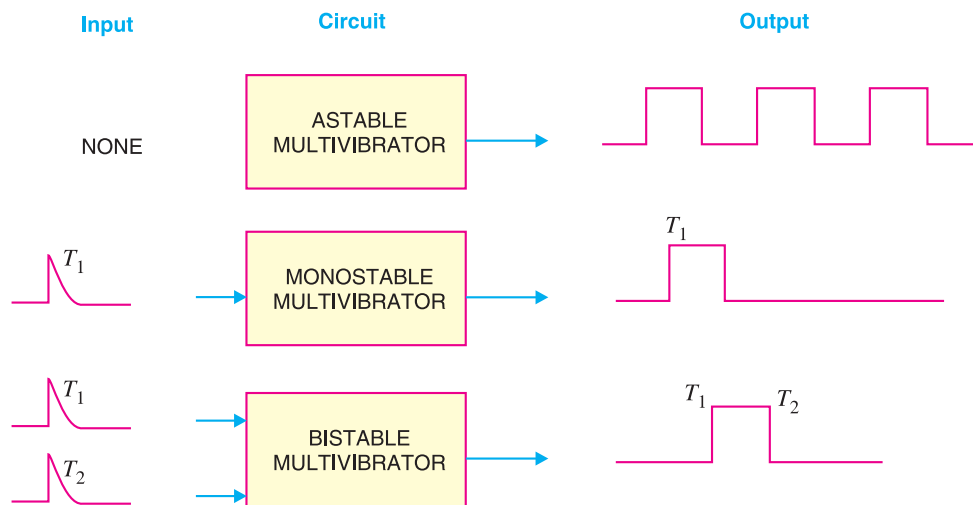 Input Circuit Output
NONE
ASTABLE
MULTIVIBRATOR
T1
MONOSTABLE
MULTIVIBRATOR
T1
T1
T2
BISTABLE
MULTIVIBRATOR
T1 T2